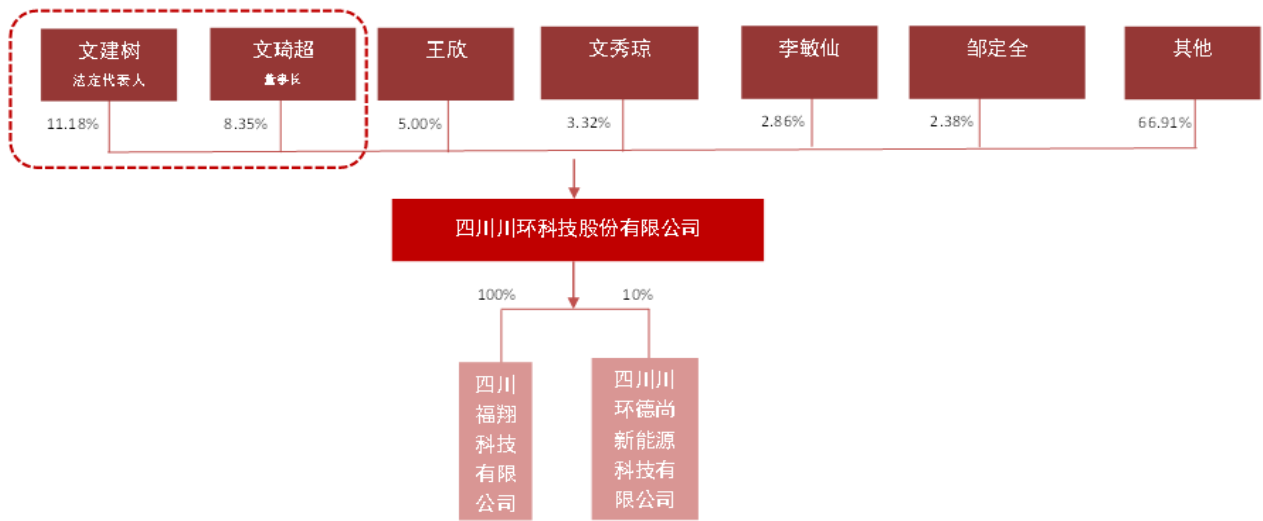 文建树
法定代表人
文琦超
董事长
王欣
文秀琼
李敏仙
邹定全
其他
11.18%
8.35%
5.00%
3.32%
2.86%
2.38%
66.91%
四川川环科技股份有限公司
100%
10%
四川
福翔
科技
有限
公司
四川川
环德尚
新能源
科技有
限公司